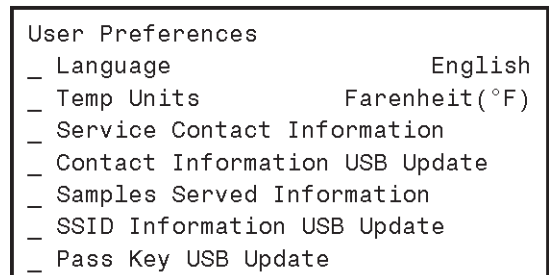 User Preferences
_ Language English
_ Temp Units Farenheit(°F)
_ Service Contact Information
_ Contact Information USB Update
_ Samples Served Information
_ SSID Information USB Update
_ Pass Key USB Update